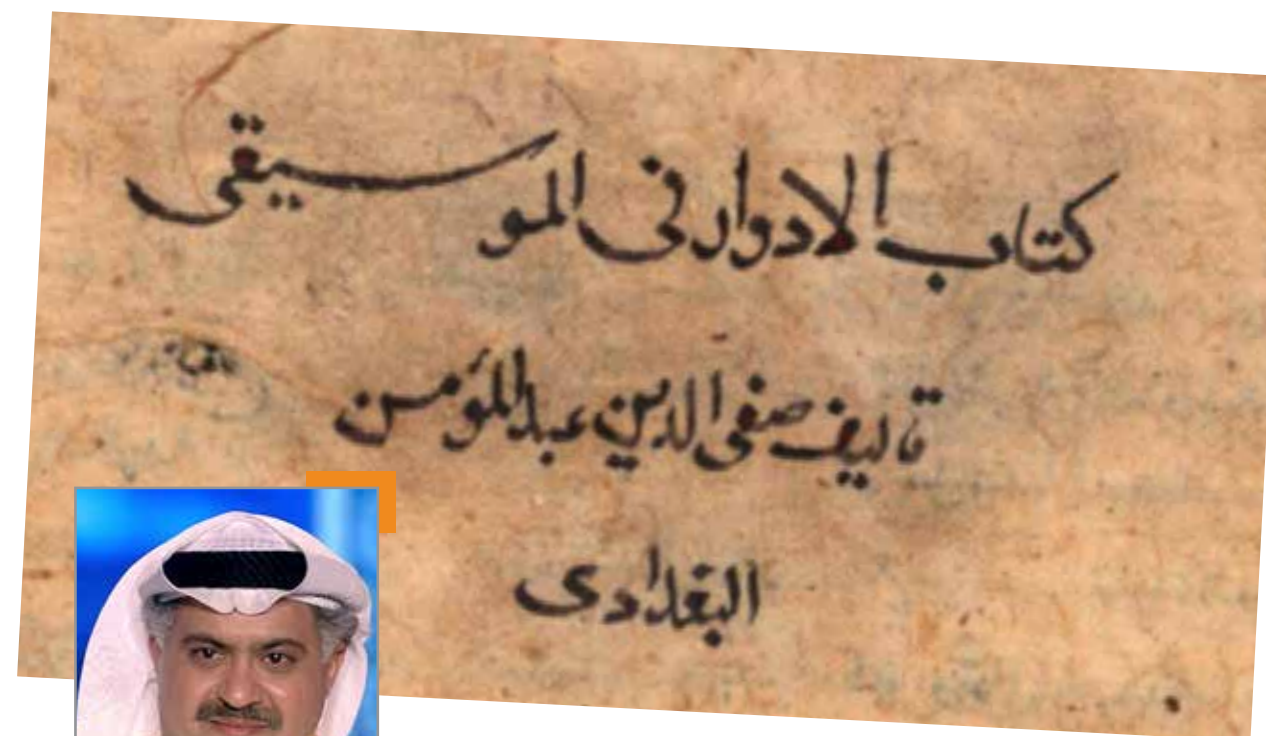 كتاب الادوار فى الموسيقى
تاليف صفى الدين عبد المؤمن
البغدادى